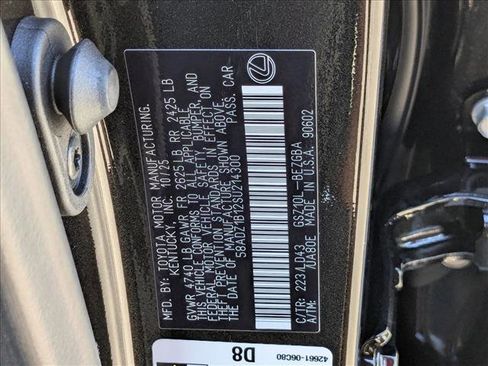 MFD. BY: TOYOTA MOTOR MANUFACTURING.
KENTUCKY, INC. 10/25
GVWR 4740 LB GAWR FR 2625 LB RR 2425 LB
THIS VEHICLE CONFORMS TO ALL APPLICABLE
FEDERAL MOTOR VEHICLE SAFETY, BUMPER, AND
THEFT PREVENTION STANDARDS IN EFFECT ON
THE DATE OF MANUFACTURE SHOWN ABOVE.
58ADZ1B12SU214300 PASS. CAR
C/TR: 223/LD43 GSZ10L-BEZGBA
A/TM: /UA80E MADE IN U.S.A. 90602
42661-06C80
D8